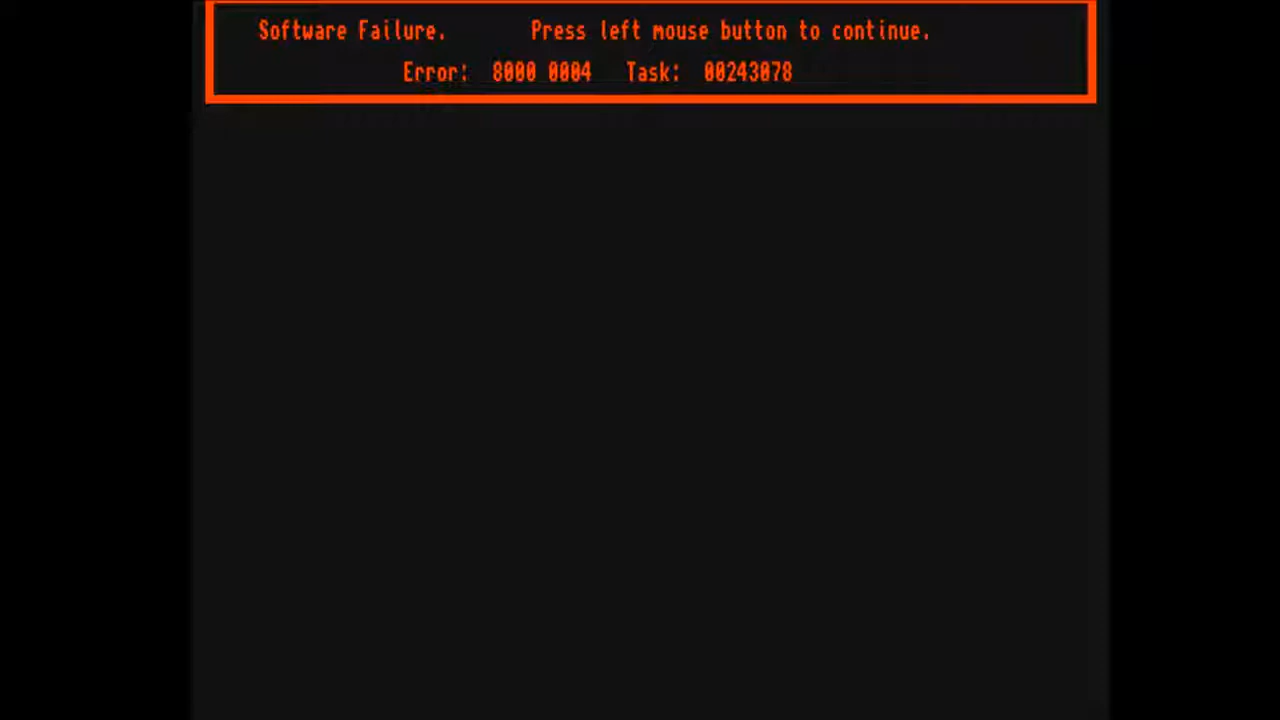 Software Failure. Press left mouse button to continue.
Error: 8000 0004 Task: 00243078